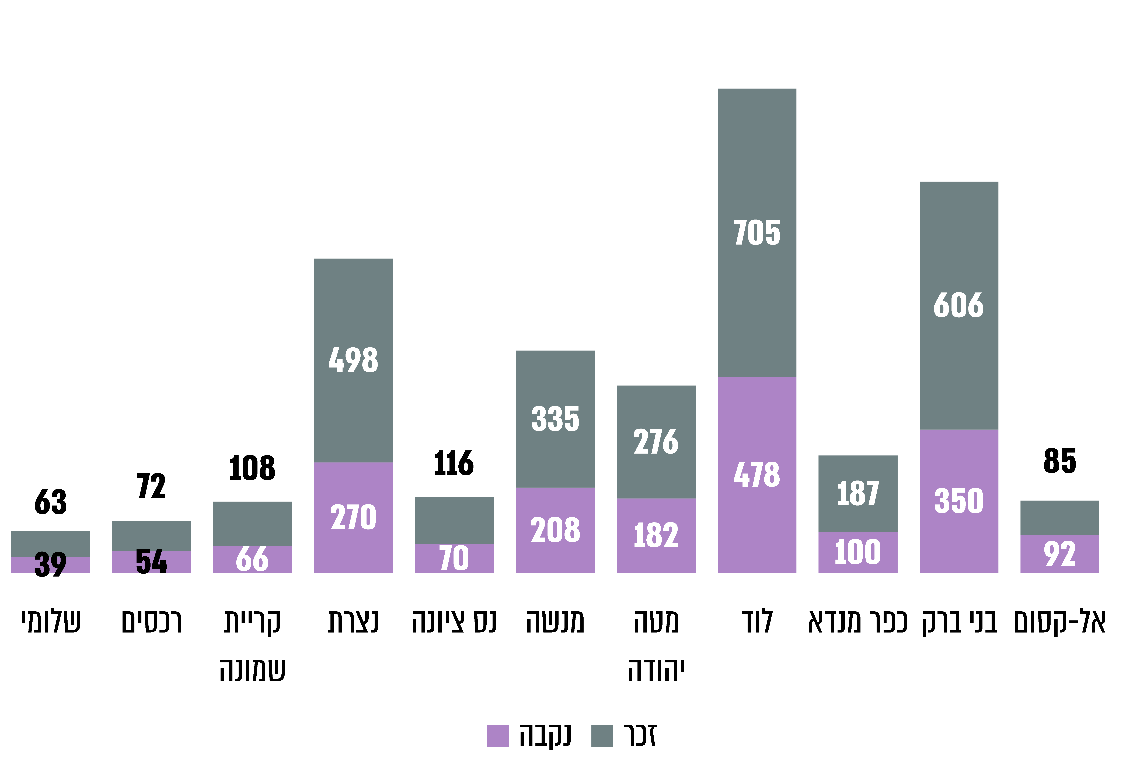 705
606
498
335
478
276
116
85
108
72
187
350
63
270
208
182
100
92
70
66
54
39
אל-קסום
בני ברק
כפר מנדא
לוד
מטה
יהודה
מנשה
נס ציונה
נצרת
קריית
שמונה
רכסים
שלומי
זכר
נקבה